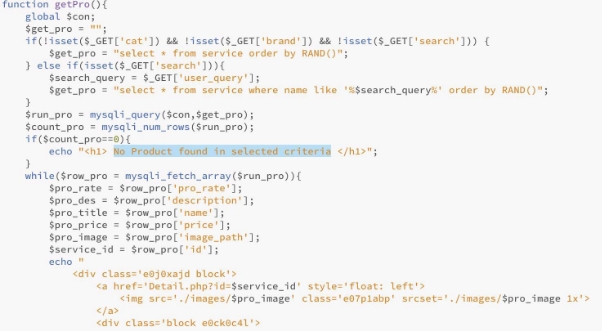 function getPro(){
    global $con;
    $get_pro = "";
    if(!isset($_GET['cat']) && !isset($_GET['brand']) && !isset($_GET['search'])) {
        $get_pro = "select * from service order by RAND()";
    } else if(isset($_GET['search'])){
        $search_query = $_GET['user_query'];
        $get_pro = "select * from service where name like '%$search_query%' order by RAND()";
    }
    $run_pro = mysqli_query($con,$get_pro);
    $count_pro = mysqli_num_rows($run_pro);
    if($count_pro==0){
        echo "<h1> No Product found in selected criteria </h1>";
    }
    while($row_pro = mysqli_fetch_array($run_pro)){
        $pro_rate = $row_pro['pro_rate'];
        $pro_des = $row_pro['description'];
        $pro_title = $row_pro['name'];
        $pro_price = $row_pro['price'];
        $pro_image = $row_pro['image_path'];
        $service_id = $row_pro['id'];
        echo "
            <div class='e0j0xajd block'>
                <a href='Detail.php?id=$service_id' style='float: left'>
                    <img src='./images/$pro_image' class='e07p1abp' srcset='./images/$pro_image 1x'>
                </a>
                <div class='block e0ck0c4l'>